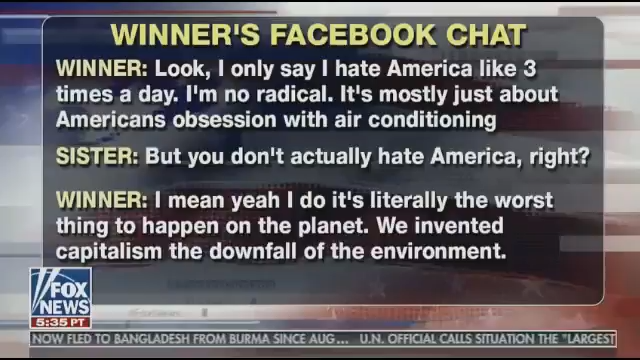 WINNER'S FACEBOOK CHAT
WINNER: Look, I only say I hate America like 3
times a day. I'm no radical. It's mostly just about
Americans obsession with air conditioning
SISTER: But you don't actually hate America, right?
WINNER: I mean yeah I do it's literally the worst
thing to happen on the planet. We invented
capitalism the downfall of the environment.
FOX
NEWS
5:35 PT
NOW FLED TO BANGLADESH FROM BURMA SINCE AUG... U.N. OFFICIAL CALLS SITUATION THE "LARGEST